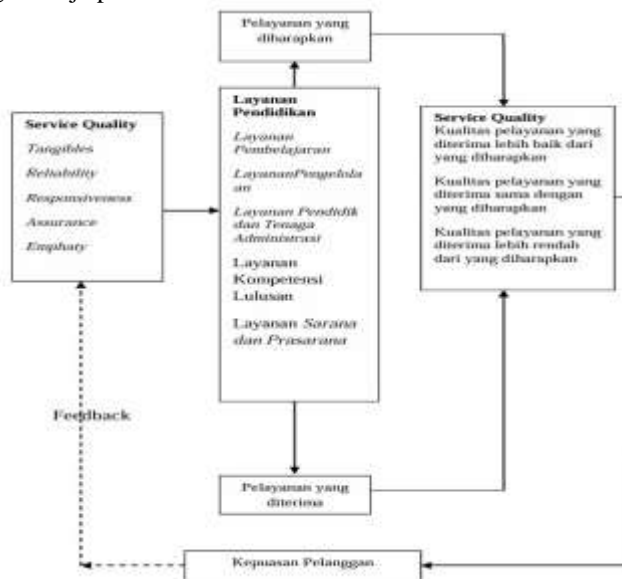 Pelayanan yang
diharapkan
Service Quality
Tangibles
Reliability
Responsiveness
Assurance
Emphaty
Layanan
Pendidikan
Layanan
Pembelajaran
LayananPengelola
an
Layanan Pendidik
dan Tenaga
Administrasi
Layanan
Kompetensi
Lulusan
Layanan Sarana
dan Prasarana
Service Quality
Kualitas pelayanan yang
diterima lebih baik dari
yang diharapkan
Kualitas pelayanan yang
diterima sama dengan
yang diharapkan
Kualitas pelayanan yang
diterima lebih rendah
dari yang diharapkan
Feedback
Pelayanan yang
diterima
Kepuasan Pelanggan